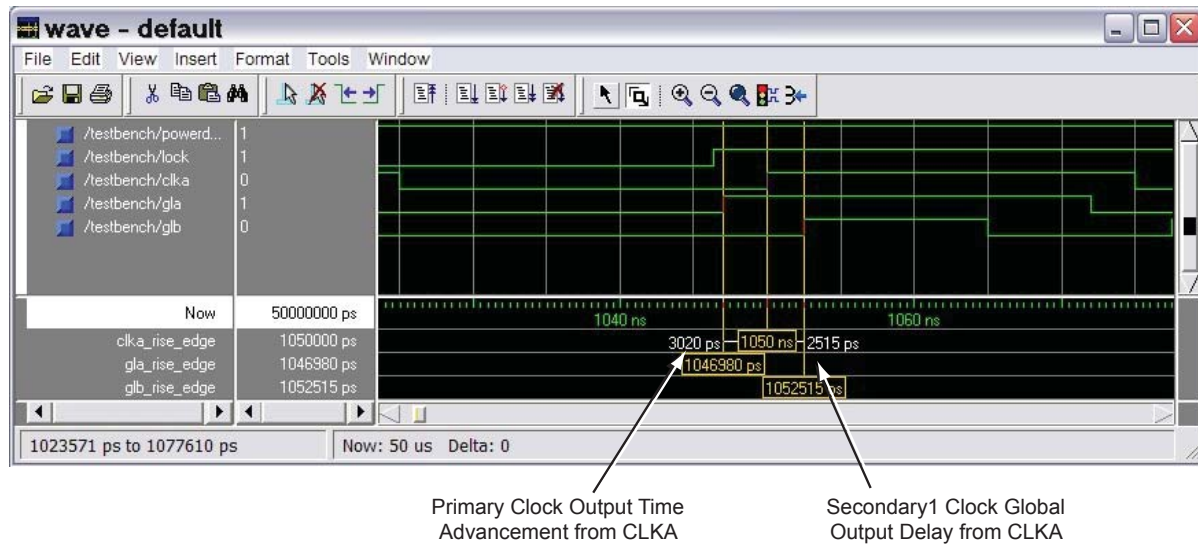 wave - default
File Edit View Insert Format Tools Window
/testbench/powerd... 1
/testbench/lock 1
/testbench/clka 0
/testbench/gla 1
/testbench/glb 0
Now 50000000 ps 1040 ns 1060 ns
clka_rise_edge 1050000 ps 3020 ps 1050 ns 2515 ps
gla_rise_edge 1046980 ps 1046980 ps
glb_rise_edge 1052515 ps 1052515 ps
1023571 ps to 1077610 ps Now: 50 us Delta: 0
Primary Clock Output Time
Advancement from CLKA
Secondary1 Clock Global
Output Delay from CLKA